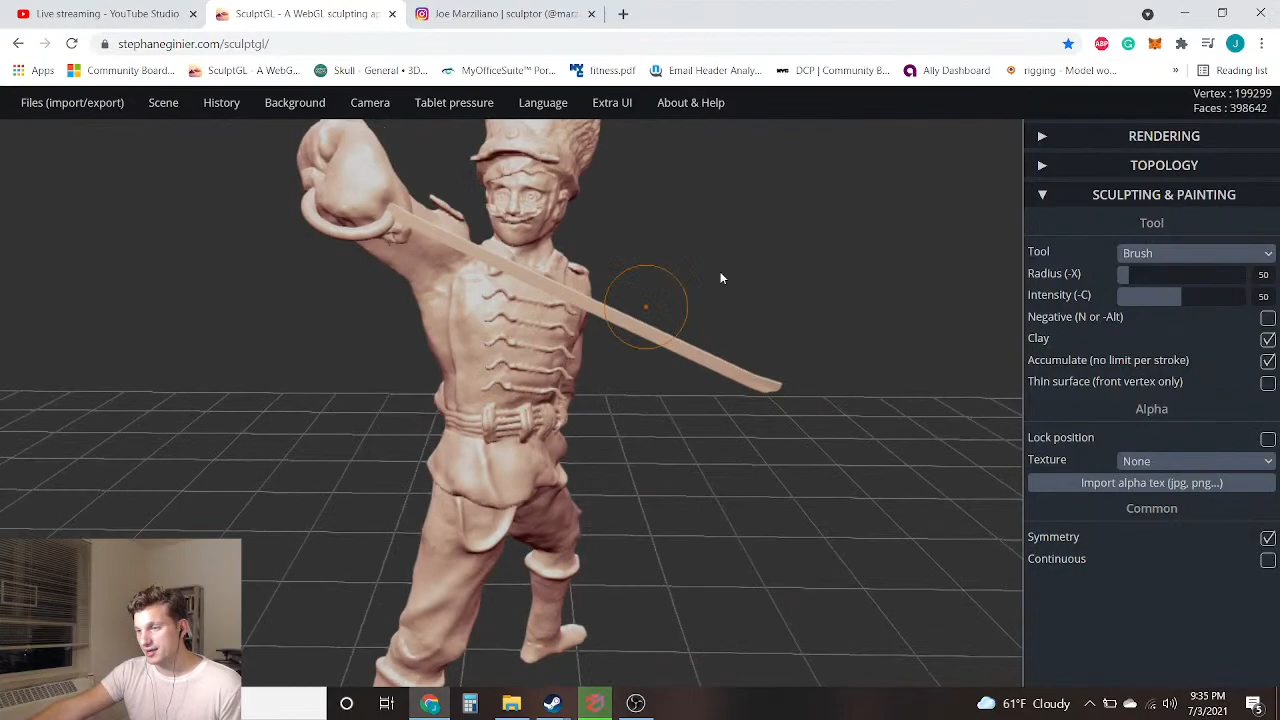 Live streaming - YouTube Studio
SculptGL - A WebGL sculpting ap
Joe Marziliano | sculptor (@marz
stephaneginier.com/sculptgl/
Apps
Community Board...
SculptGL - A WebG...
Skull - General • 3D...
MyOfficeSuite™ Por...
fitness.pdf
Email Header Analy...
DCP | Community B...
Ally Dashboard
rigging - Model wo...
»
Reading list
Files (import/export)
Scene
History
Background
Camera
Tablet pressure
Language
Extra UI
About & Help
Vertex : 199299
Faces : 398642
RENDERING
TOPOLOGY
SCULPTING & PAINTING
Tool
Tool
Brush
Radius (-X)
50
Intensity (-C)
50
Negative (N or -Alt)
Clay
Accumulate (no limit per stroke)
Thin surface (front vertex only)
Alpha
Lock position
Texture
None
Import alpha tex (jpg, png...)
Common
Symmetry
Continuous
61°F Cloudy
9:35 PM
7/3/2021